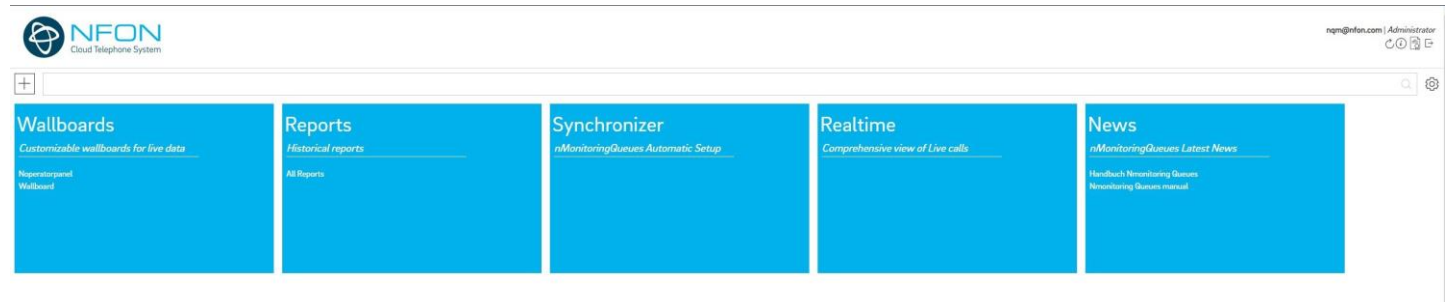 NFON
Cloud Telephone System
nqm@nfon.com | Administrator
Wallboards
Customizable wallboards for live data
Noperatorpanel
Wallboard
Reports
Historical reports
All Reports
Synchronizer
nMonitoringQueues Automatic Setup
Realtime
Comprehensive view of Live calls
News
nMonitoringQueues Latest News
Handbuch Nmonitoring Queues
Nmonitoring Queues manual